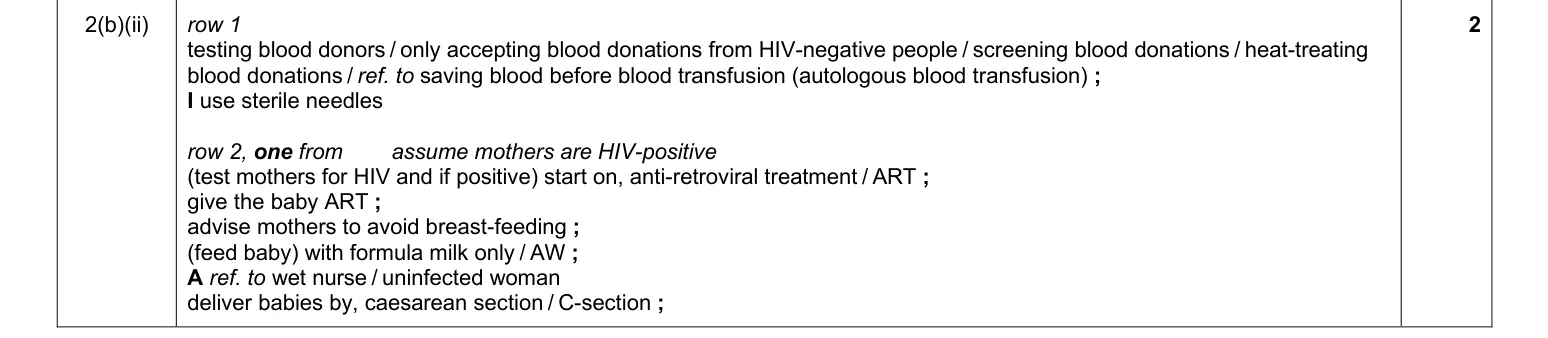 2(b)(ii)
row 1
2
testing blood donors / only accepting blood donations from HIV-negative people / screening blood donations / heat-treating
blood donations / ref. to saving blood before blood transfusion (autologous blood transfusion) ;
I use sterile needles
row 2, one from assume mothers are HIV-positive
(test mothers for HIV and if positive) start on, anti-retroviral treatment / ART ;
give the baby ART ;
advise mothers to avoid breast-feeding ;
(feed baby) with formula milk only / AW ;
A ref. to wet nurse / uninfected woman
deliver babies by, caesarean section / C-section ;